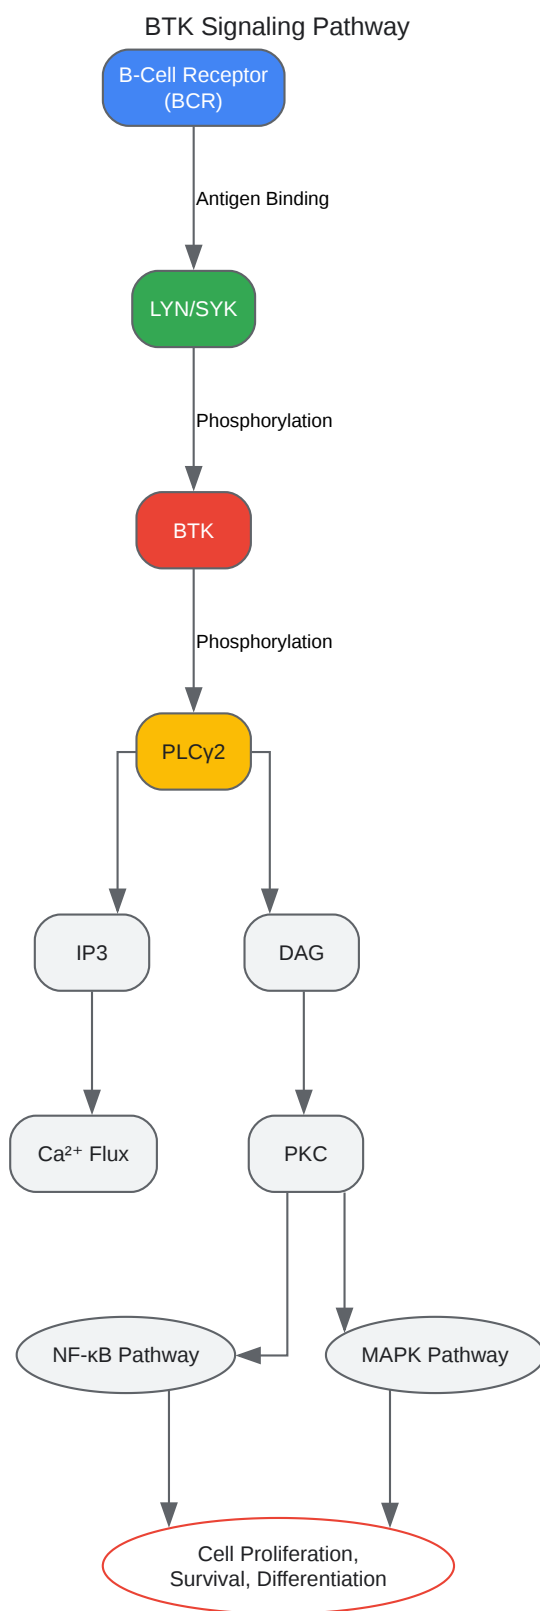 BTK Signaling Pathway
B-Cell Receptor
(BCR)
Antigen Binding
LYN/SYK
Phosphorylation
BTK
Phosphorylation
PLCγ2
IP3
DAG
Ca²⁺ Flux
PKC
NF-κB Pathway
MAPK Pathway
Cell Proliferation,
Survival, Differentiation